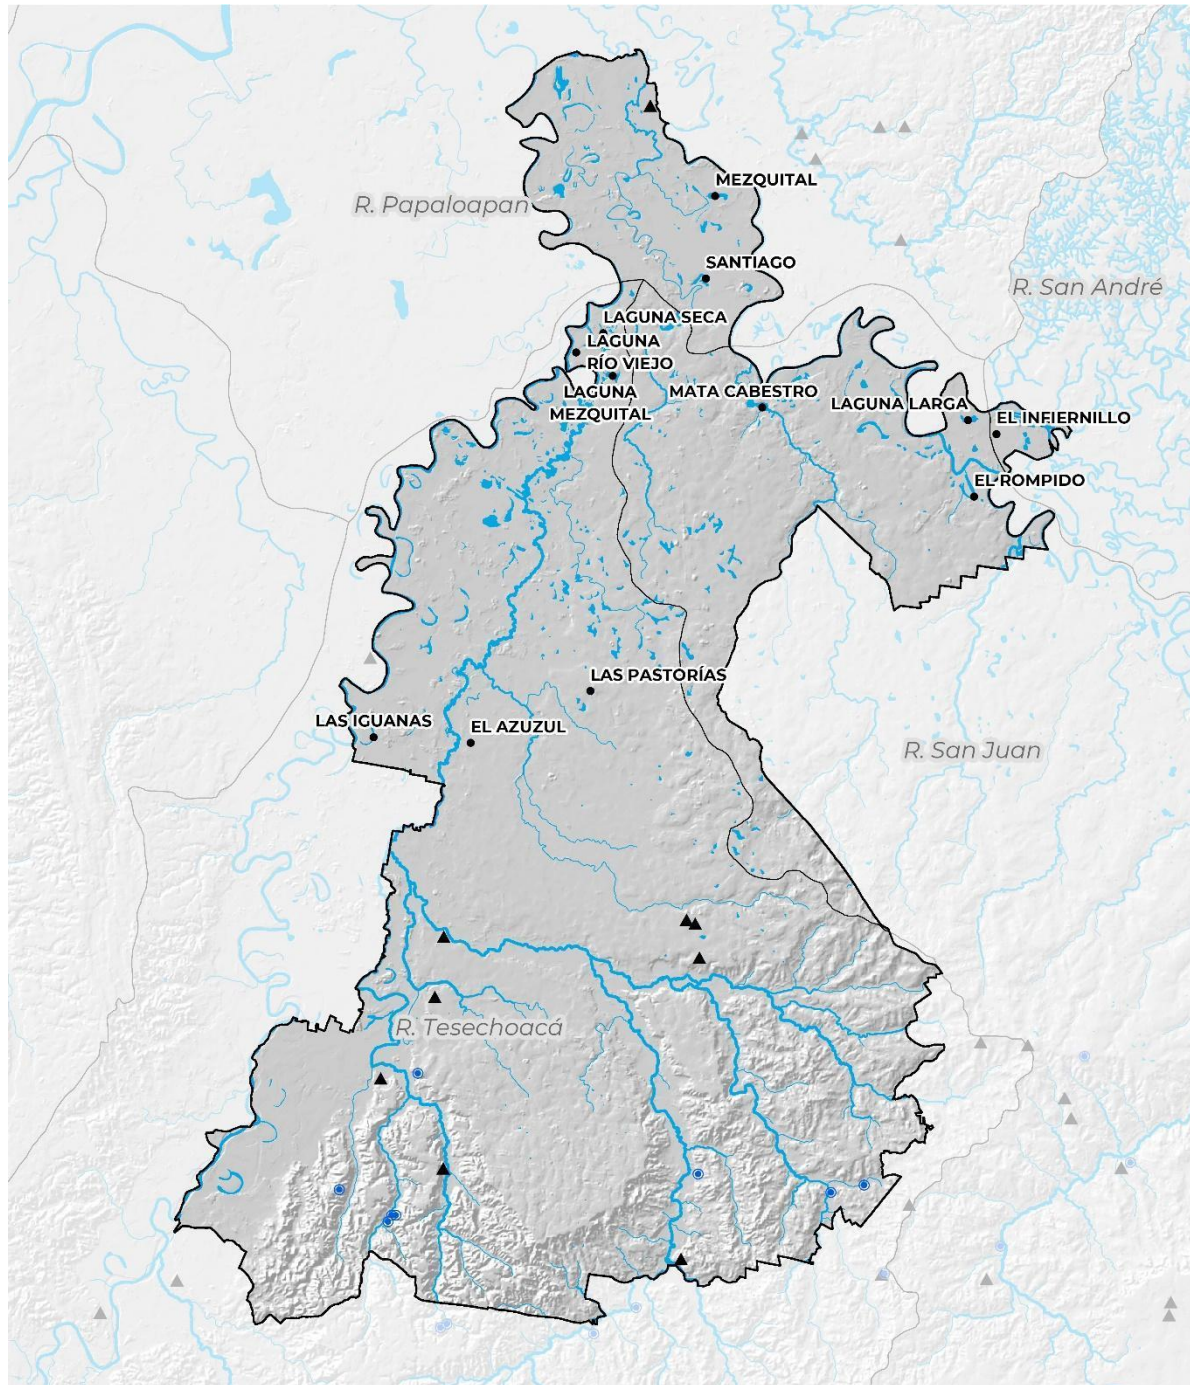 MEZQUITAL
R. Papaloapan
SANTIAGO
R. San André
LAGUNA SECA
LAGUNA
RÍO VIEJO
LAGUNA
MEZQUITAL
MATA CABESTRO
LAGUNA LARGA
EL INFIERNILLO
EL ROMPIDO
LAS PASTORÍAS
LAS IGUANAS
EL AZUZUL
R. San Juan
R. Tesechoacá